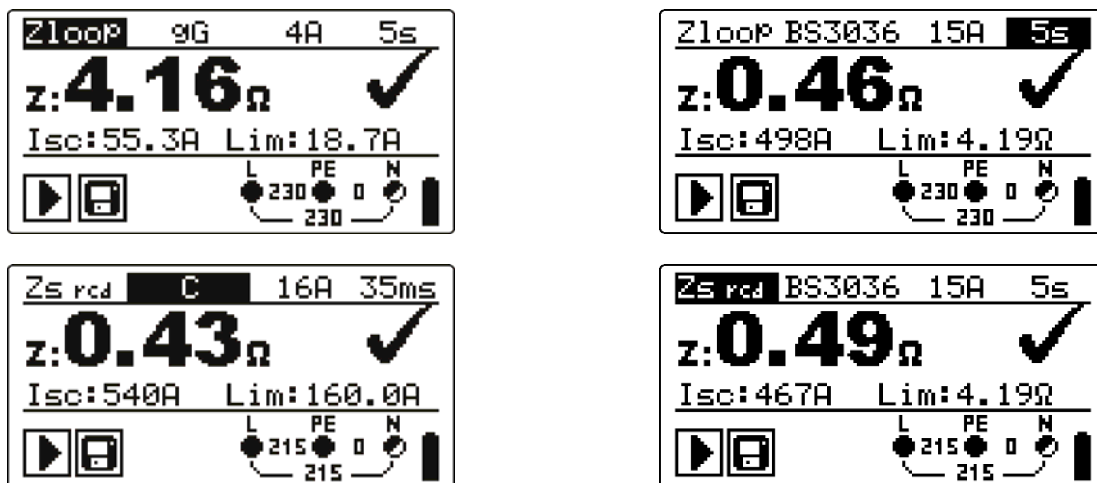 Zloop gG 4A 5s
Z:4.16Ω
Isc:55.3A Lim:18.7A
L PE N
230 0
230
Zloop BS3036 15A 5s
Z:0.46Ω
Isc:498A Lim:4.19Ω
L PE N
230 0
230
Zs rcd C 16A 35ms
Z:0.43Ω
Isc:540A Lim:160.0A
L PE N
215 0
215
Zs rcd BS3036 15A 5s
Z:0.49Ω
Isc:467A Lim:4.19Ω
L PE N
215 0
215